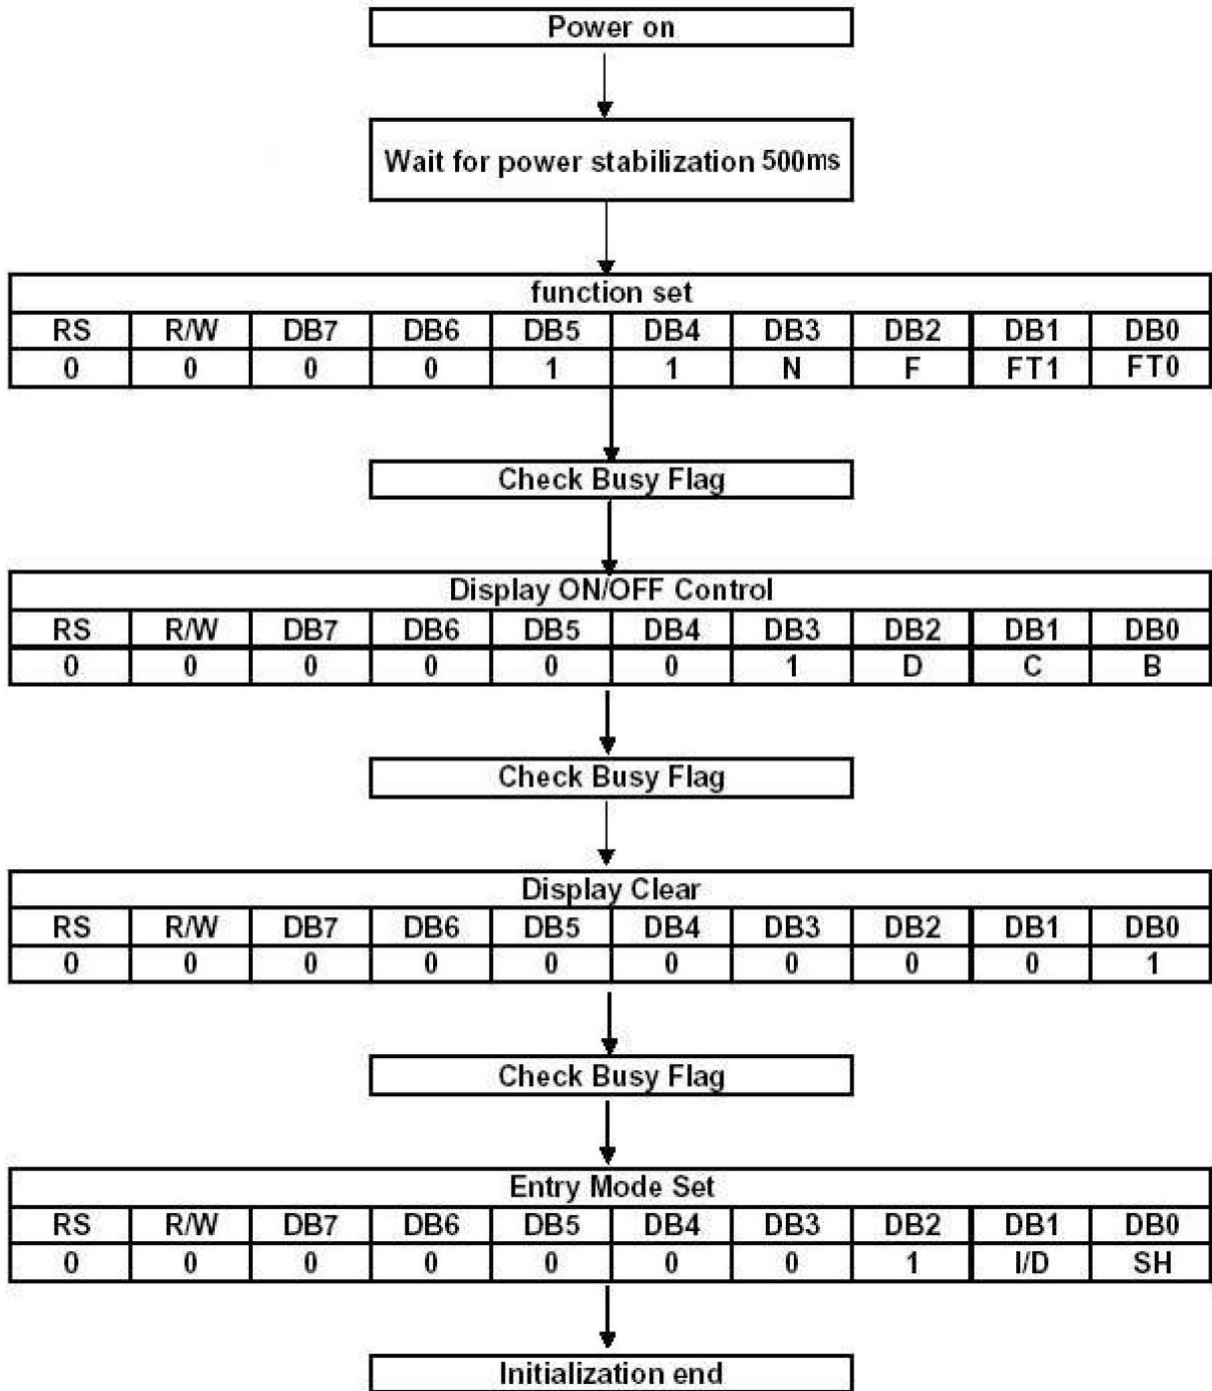 Power on
Wait for power stabilization 500ms
function set
RS R/W DB7 DB6 DB5 DB4 DB3 DB2 DB1 DB0
0 0 0 0 1 1 N F FT1 FT0
Check Busy Flag
Display ON/OFF Control
RS R/W DB7 DB6 DB5 DB4 DB3 DB2 DB1 DB0
0 0 0 0 0 0 1 D C B
Check Busy Flag
Display Clear
RS R/W DB7 DB6 DB5 DB4 DB3 DB2 DB1 DB0
0 0 0 0 0 0 0 0 0 1
Check Busy Flag
Entry Mode Set
RS R/W DB7 DB6 DB5 DB4 DB3 DB2 DB1 DB0
0 0 0 0 0 0 0 1 I/D SH
Initialization end